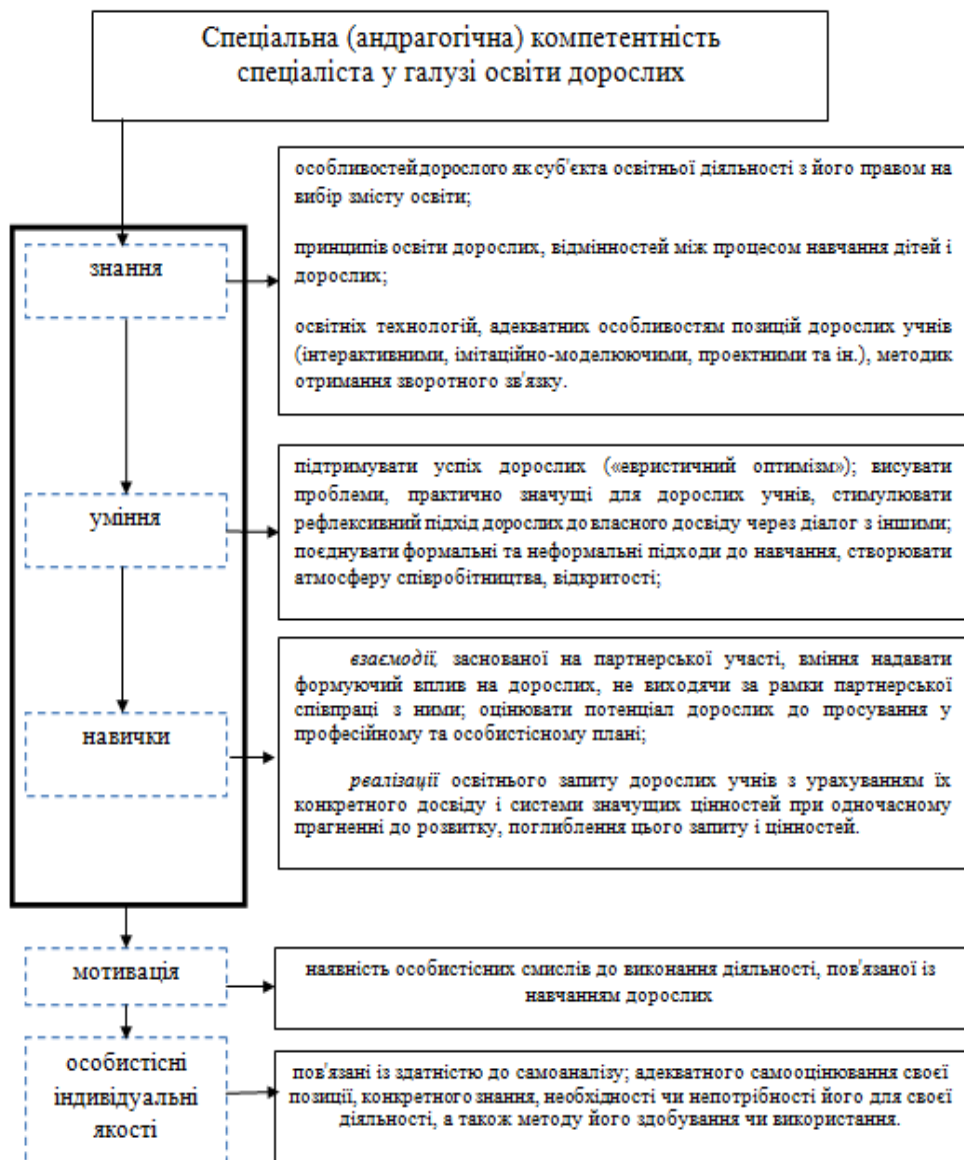 Спеціальна (андрагогічна) компетентність
спеціаліста у галузі освіти дорослих
знання
особливостей дорослого як суб'єкта освітньої діяльності з його правом на
вибір змісту освіти;
принципів освіти дорослих, відмінностей між процесом навчання дітей і
дорослих;
освітніх технологій, адекватних особливостям позицій дорослих учнів
(інтерактивними, імітаційно-моделюючими, проектними та ін.), методик
отримання зворотного зв'язку.
уміння
підтримувати успіх дорослих («евристичний оптимізм»); висувати
проблеми, практично значущі для дорослих учнів, стимулювати
рефлексивний підхід дорослих до власного досвіду через діалог з іншими;
поєднувати формальні та неформальні підходи до навчання, створювати
атмосферу співробітництва, відкритості;
навички
взаємодії, заснованої на партнерської участі, вміння надавати
формуючий вплив на дорослих, не виходячи за рамки партнерської
співпраці з ними; оцінювати потенціал дорослих до просування у
професійному та особистісному плані;
реалізації освітнього запиту дорослих учнів з урахуванням їх
конкретного досвіду і системи значущих цінностей при одночасному
прагненні до розвитку, поглиблення цього запиту і цінностей.
мотивація
наявність особистісних смислів до виконання діяльності, пов'язаної із
навчанням дорослих
особистісні
індивідуальні
якості
пов'язані із здатністю до самоаналізу; адекватного самооцінювання своєї
позиції, конкретного знання, необхідності чи непотрібності його для своєї
діяльності, а також методу його здобування чи використання.